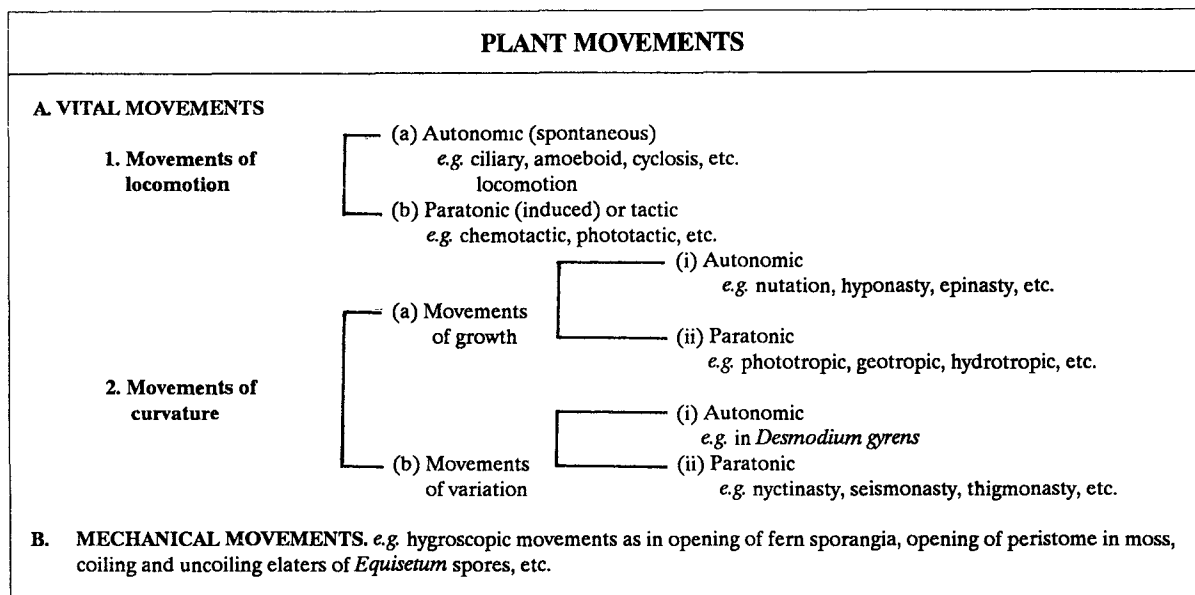 PLANT MOVEMENTS
A. VITAL MOVEMENTS
1. Movements of
locomotion
(a) Autonomic (spontaneous)
e.g. ciliary, amoeboid, cyclosis, etc.
locomotion
(b) Paratonic (induced) or tactic
e.g. chemotactic, phototactic, etc.
2. Movements of
curvature
(a) Movements
of growth
(i) Autonomic
e.g. nutation, hyponasty, epinasty, etc.
(ii) Paratonic
e.g. phototropic, geotropic, hydrotropic, etc.
(b) Movements
of variation
(i) Autonomic
e.g. in Desmodium gyrens
(ii) Paratonic
e.g. nyctinasty, seismonasty, thigmonasty, etc.
B. MECHANICAL MOVEMENTS. e.g. hygroscopic movements as in opening of fern sporangia, opening of peristome in moss,
coiling and uncoiling elaters of Equisetum spores, etc.